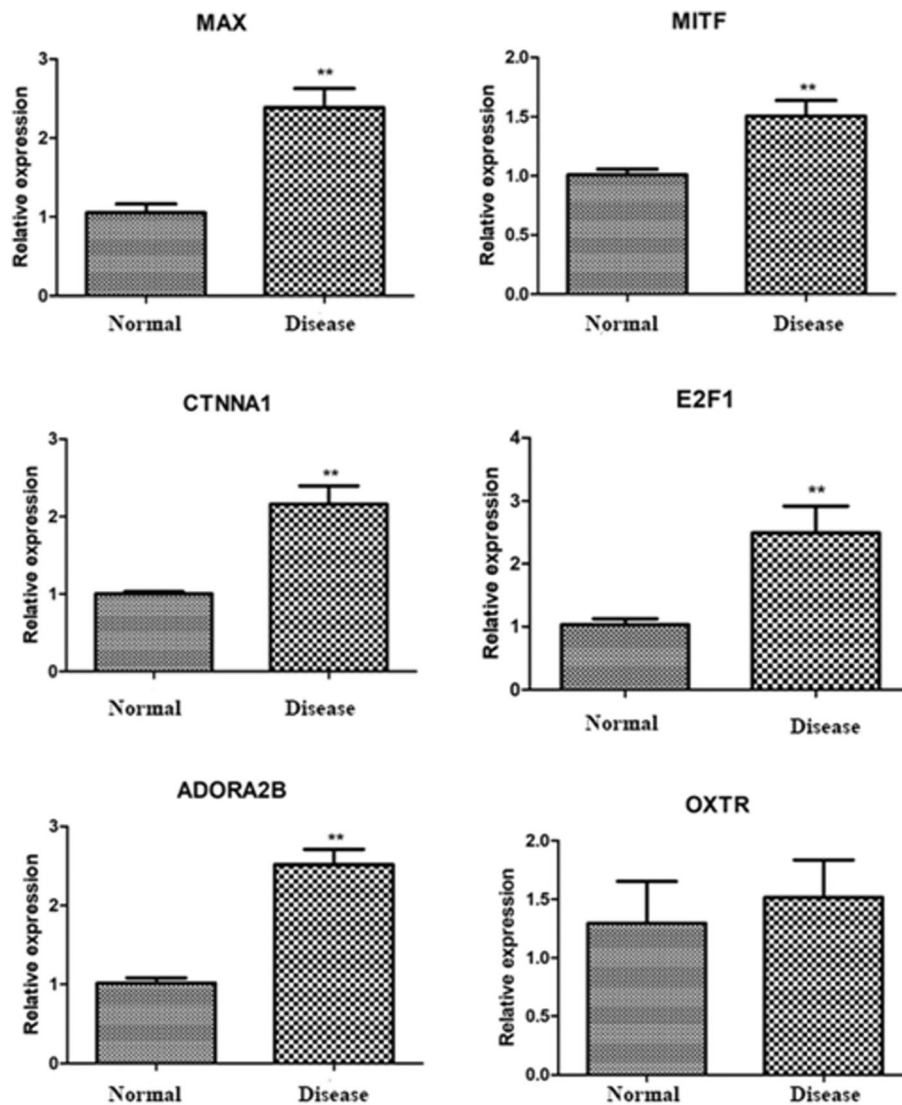 MAX
Relative expression
3
2
1
0
**
Normal Disease
MITF
Relative expression
2.0
1.5
1.0
0.5
0.0
**
Normal Disease
CTNNA1
Relative expression
3
2
1
0
**
Normal Disease
E2F1
Relative expression
4
3
2
1
0
**
Normal Disease
ADORA2B
Relative expression
3
2
1
0
**
Normal Disease
OXTR
Relative expression
2.0
1.5
1.0
0.5
0.0
Normal Disease